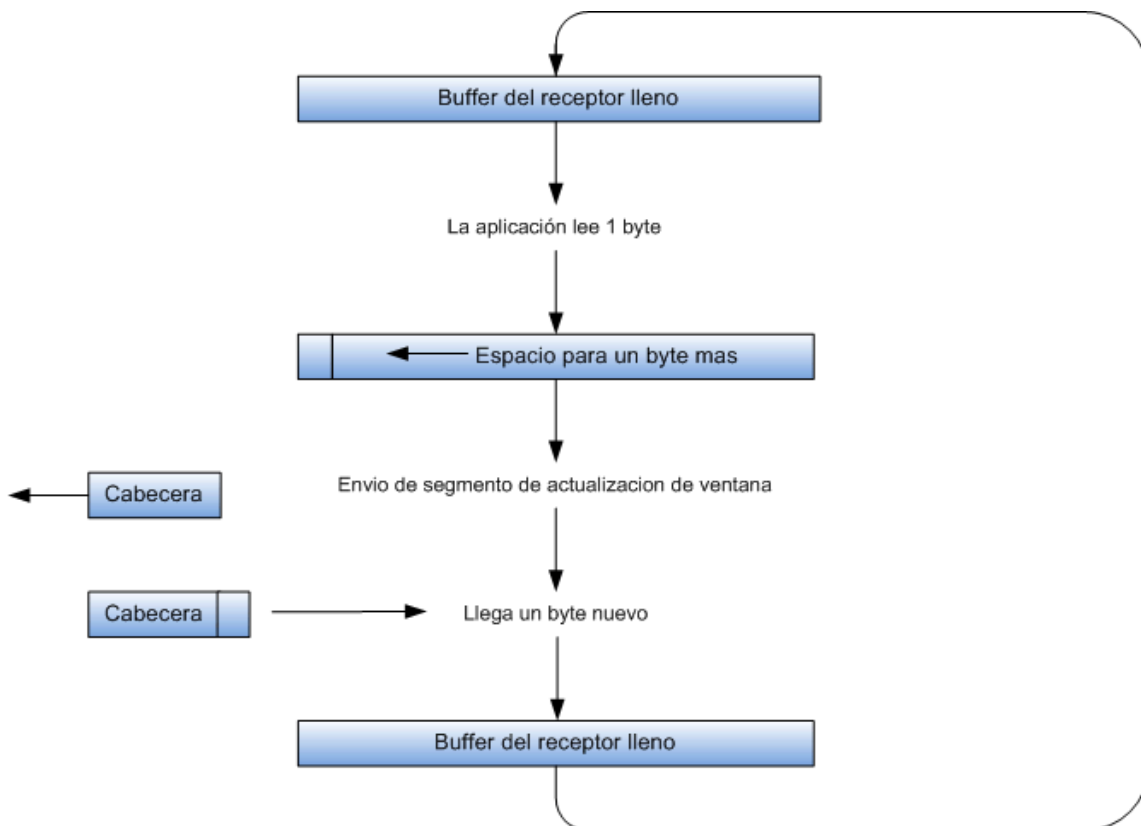 Buffer del receptor lleno
La aplicación lee 1 byte
Espacio para un byte mas
Cabecera
Envio de segmento de actualizacion de ventana
Cabecera
Llega un byte nuevo
Buffer del receptor lleno